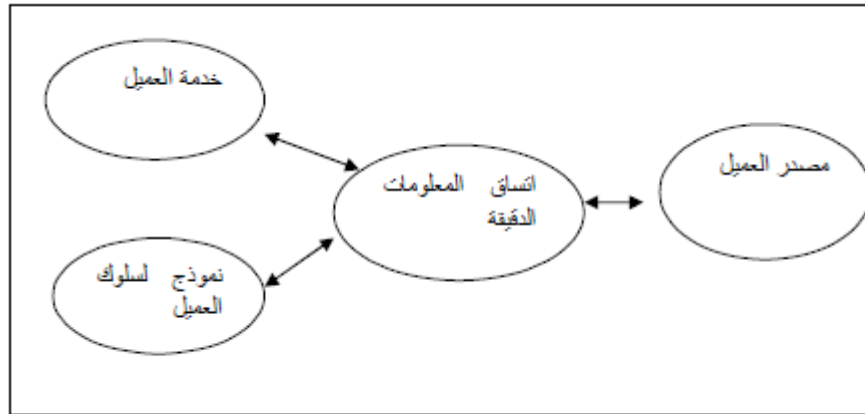 خدمة العميل
مصدر العميل
اتساق المعلومات
الدقيقة
نموذج لسلوك
العميل